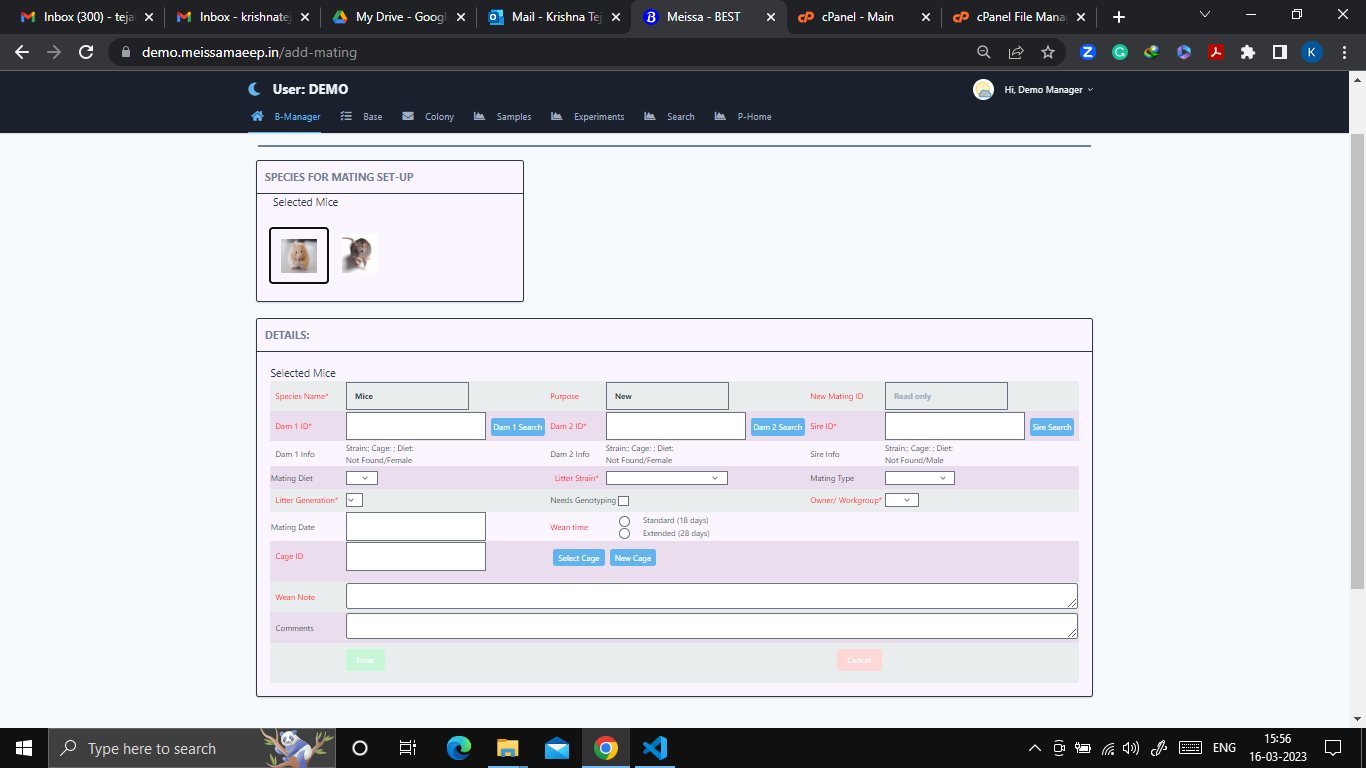 Inbox (300) - teja
Inbox - krishnatej
My Drive - Googl
Mail - Krishna Tej
Meissa - BEST
cPanel - Main
cPanel File Mana
demo.meissamaeep.in/add-mating
User: DEMO
Hi, Demo Manager
B-Manager Base Colony Samples Experiments Search P-Home
SPECIES FOR MATING SET-UP
Selected Mice
DETAILS:
Selected Mice
Species Name* Mice Purpose New New Mating ID Read only
Dam 1 ID* Dam 1 Search Dam 2 ID* Dam 2 Search Sire ID* Sire Search
Dam 1 Info Strain:; Cage: ; Diet: Dam 2 Info Strain:; Cage: ; Diet: Sire Info Strain:; Cage: ; Diet:
Not Found/Female Not Found/Female Not Found/Male
Mating Diet Litter Strain* Mating Type
Litter Generation* Needs Genotyping Owner/ Workgroup*
Mating Date Wean time Standard (18 days)
Extended (28 days)
Cage ID Select Cage New Cage
Wean Note
Comments
Enter Cancel
Type here to search
ENG
15:56
16-03-2023